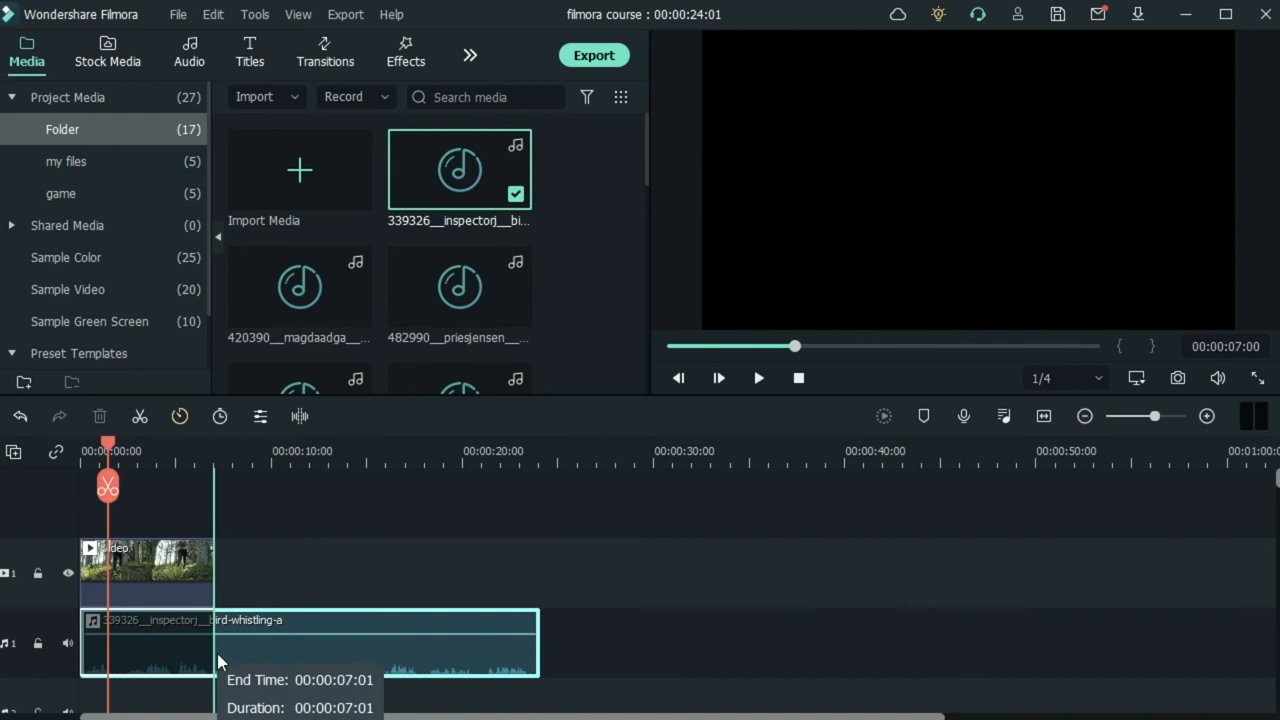 Wondershare Filmora File Edit Tools View Export Help filmora course : 00:00:24:01
Media Stock Media Audio Titles Transitions Effects Export
Project Media (27)
Folder (17)
my files (5)
game (5)
Shared Media (0)
Sample Color (25)
Sample Video (20)
Sample Green Screen (10)
Preset Templates
Import Record Search media
Import Media 339326__inspectorj__bi...
420390__magdaadga__... 482990__priesjensen__...
{ } 00:00:07:00
1/4
00:00:00:00 00:00:10:00 00:00:20:00 00:00:30:00 00:00:40:00 00:00:50:00 00:01:00:0
video
1
339326__inspectorj__bird-whistling-a
1
End Time: 00:00:07:01
Duration: 00:00:07:01